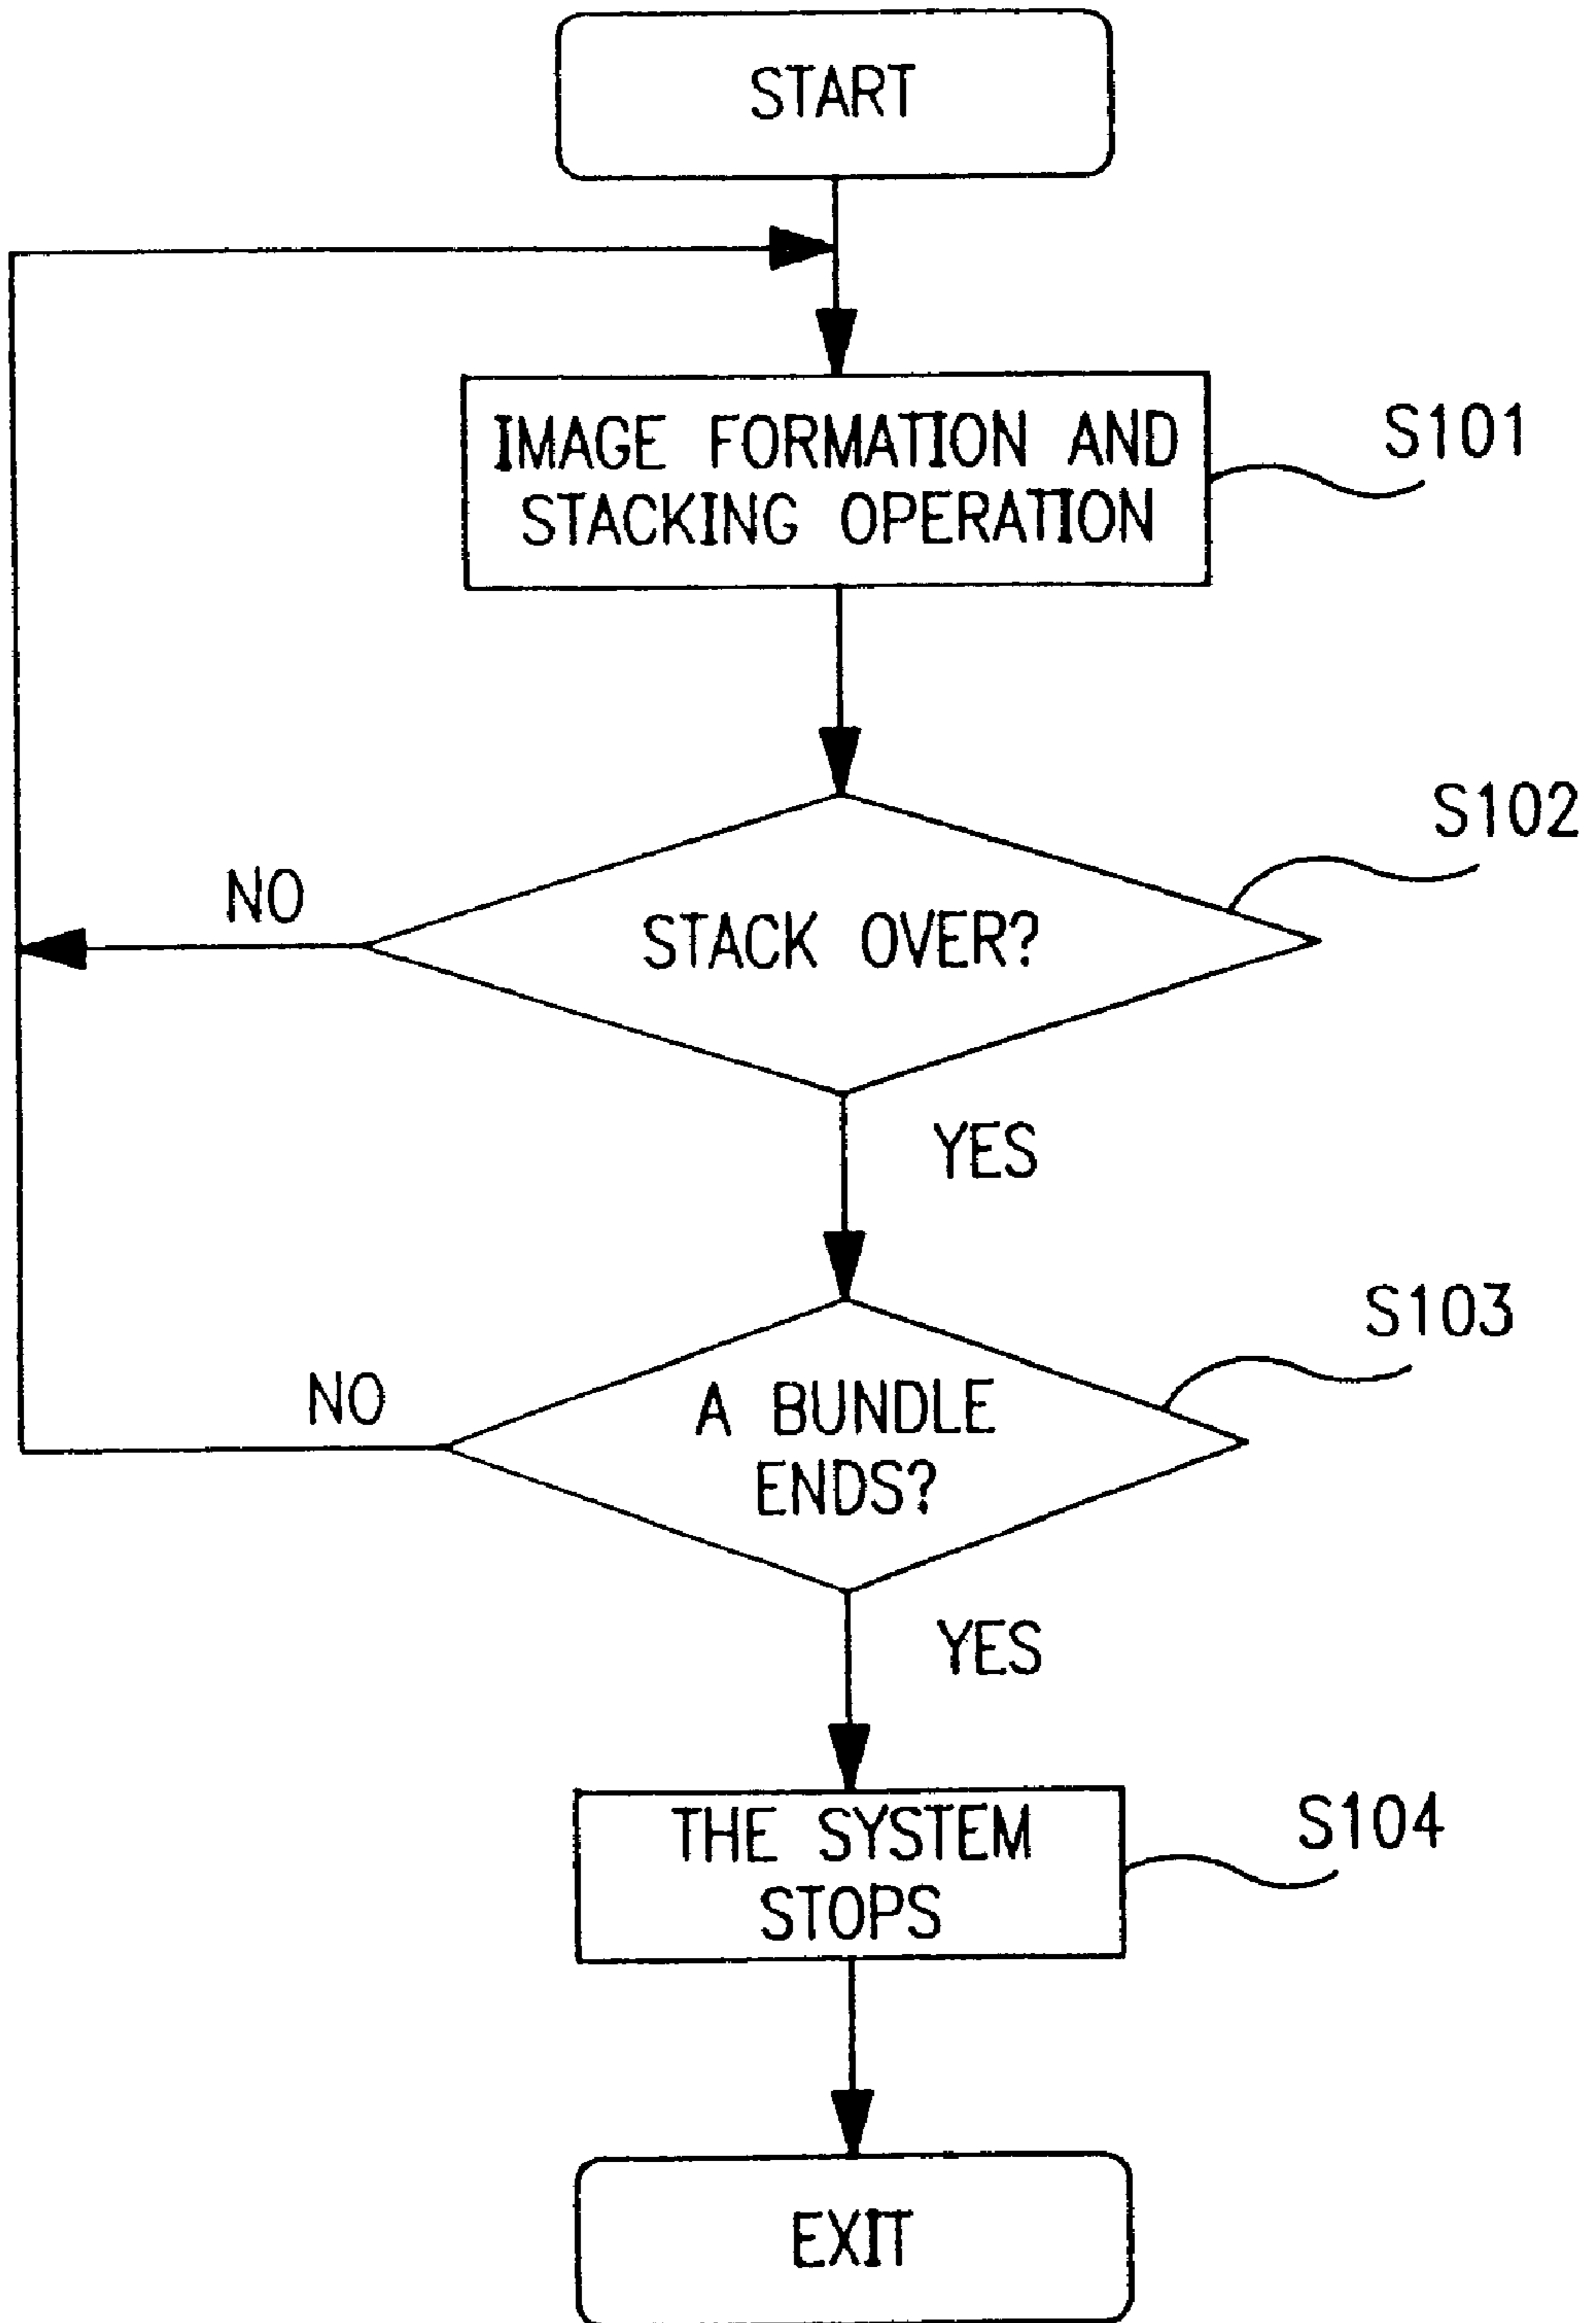 START
IMAGE FORMATION AND
STACKING OPERATION
S101
S102
NO
STACK OVER?
YES
S103
NO
A BUNDLE
ENDS?
YES
THE SYSTEM
STOPS
S104
EXIT